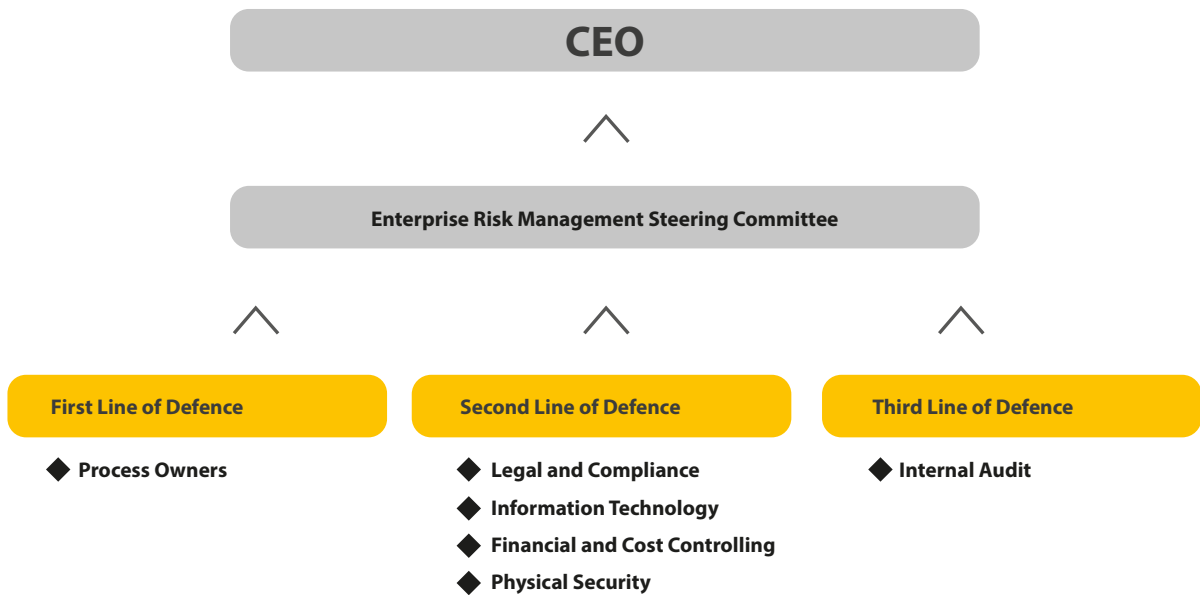 CEO
Enterprise Risk Management Steering Committee
First Line of Defence
Process Owners
Second Line of Defence
Legal and Compliance
Information Technology
Financial and Cost Controlling
Physical Security
Third Line of Defence
Internal Audit